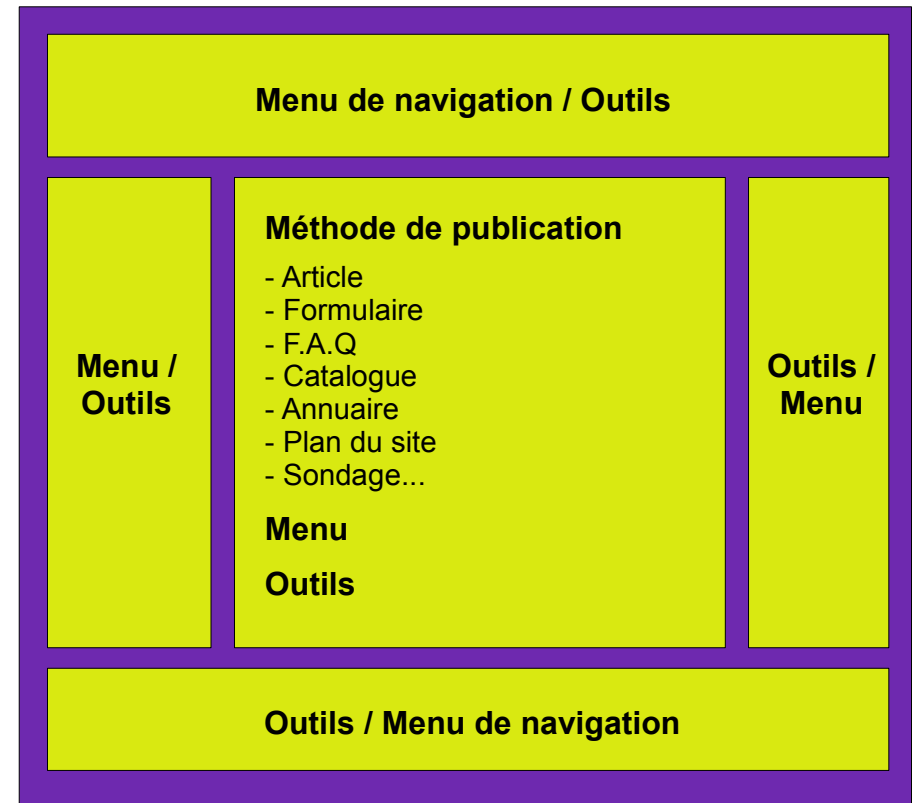 Menu de navigation / Outils
Menu /
Outils
Méthode de publication
- Article
- Formulaire
- F.A.Q
- Catalogue
- Annuaire
- Plan du site
- Sondage...
Menu
Outils
Outils /
Menu
Outils / Menu de navigation